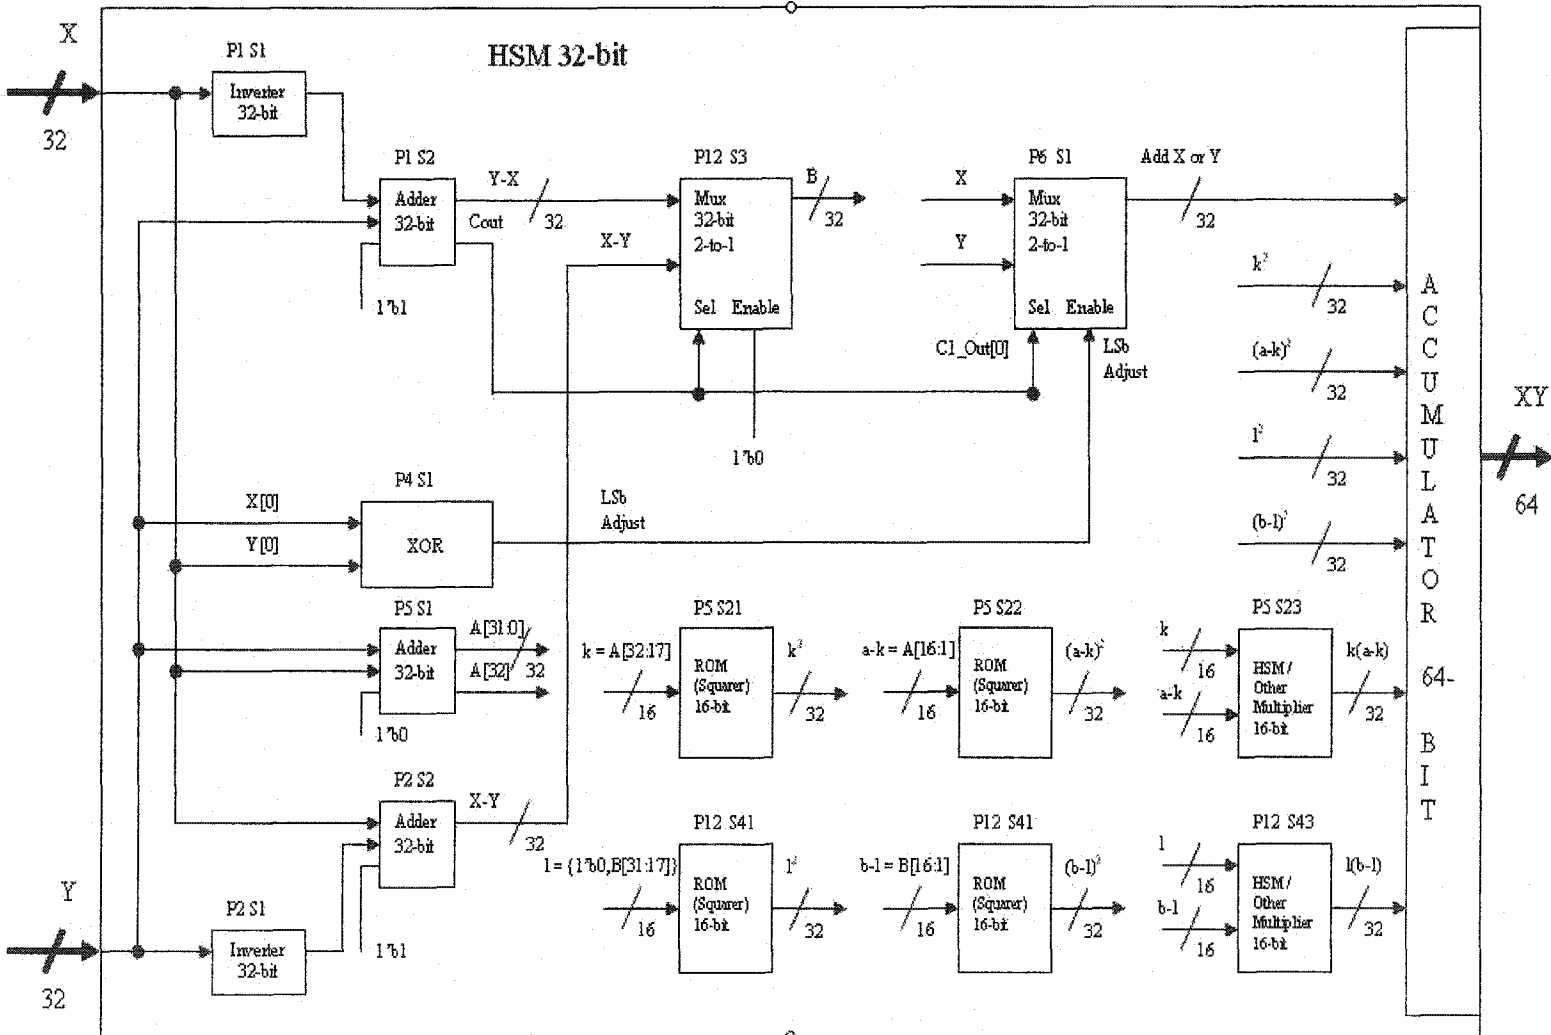 HSM 32-bit
X
32
P1 S1
Inverter
32-bit
P1 S2
Adder
32-bit
Y-X
32
Cout
1'b1
X-Y
P12 S3
Mux
32-bit
2-to-1
Sel Enable
B
32
1'b0
X
Y
P6 S1
Mux
32-bit
2-to-1
Sel Enable
Add X or Y
32
C1_Out[0]
LSb
Adjust
k²
32
(a-k)²
32
l²
32
(b-l)²
32
ACCUMULATOR 64-BIT
XY
64
X[0]
Y[0]
P4 S1
XOR
LSb
Adjust
P5 S1
Adder
32-bit
A[31:0]
32
A[32]
1'b0
P5 S21
k = A[32:17]
16
ROM
(Squarer)
16-bit
k²
32
P5 S22
a-k = A[16:1]
16
ROM
(Squarer)
16-bit
(a-k)²
32
P5 S23
k
16
a-k
16
HSM /
Other
Multiplier
16-bit
k(a-k)
32
P2 S2
Adder
32-bit
X-Y
32
1'b1
Y
32
P2 S1
Inverter
32-bit
P12 S41
l = {1'b0,B[31:17]}
16
ROM
(Squarer)
16-bit
l²
32
P12 S41
b-l = B[16:1]
16
ROM
(Squarer)
16-bit
(b-l)²
32
P12 S43
l
16
b-l
16
HSM /
Other
Multiplier
16-bit
l(b-l)
32